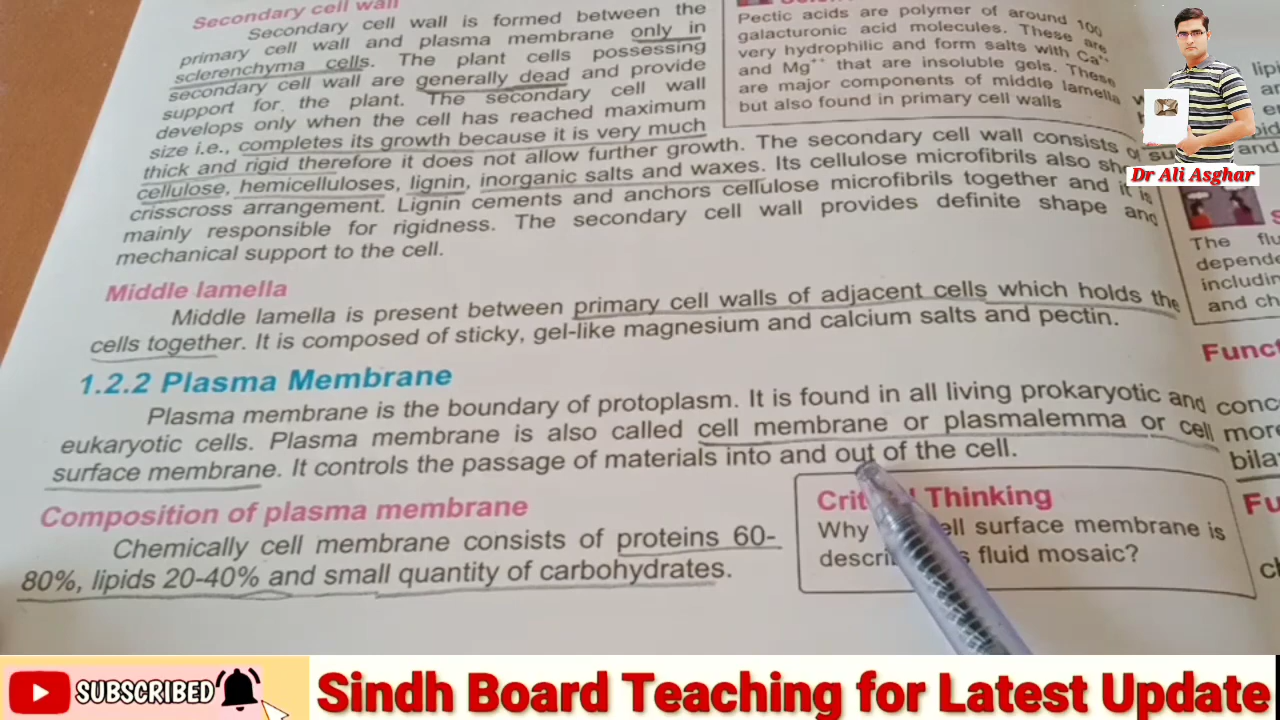 Secondary cell wall
Secondary cell wall is formed between the
primary cell wall and plasma membrane only in
sclerenchyma cells. The plant cells possessing
secondary cell wall are generally dead and provide
support for the plant. The secondary cell wall
develops only when the cell has reached maximum
size i.e., completes its growth because it is very much
thick and rigid therefore it does not allow further growth. The secondary cell wall consists of
cellulose, hemicelluloses, lignin, Inorganic salts and waxes. Its cellulose microfibrils also
crisscross arrangement. Lignin cements and anchors cellulose microfibrils together and it is
mainly responsible for rigidness. The secondary cell wall provides definite shape and
mechanical support to the cell.
Pectic acids are polymer of around 100
galacturonic acid molecules. These are
very hydrophilic and form salts with Ca++
and Mg++ that are insoluble gels. These
are major components of middle lamella
but also found in primary cell walls
Middle lamella
Middle lamella is present between primary cell walls of adjacent cells which holds the
cells together. It is composed of sticky, gel-like magnesium and calcium salts and pectin.
1.2.2 Plasma Membrane
Plasma membrane is the boundary of protoplasm. It is found in all living prokaryotic and
eukaryotic cells. Plasma membrane is also called cell membrane or plasmalemma or cell
surface membrane. It controls the passage of materials into and out of the cell.
Composition of plasma membrane
Chemically cell membrane consists of proteins 60-
80%, lipids 20-40% and small quantity of carbohydrates.
Thinking
Why surface membrane is
fluid mosaic?
and
The
and
Dr Ali Asghar
SUBSCRIBED
Sindh Board Teaching for Latest Update